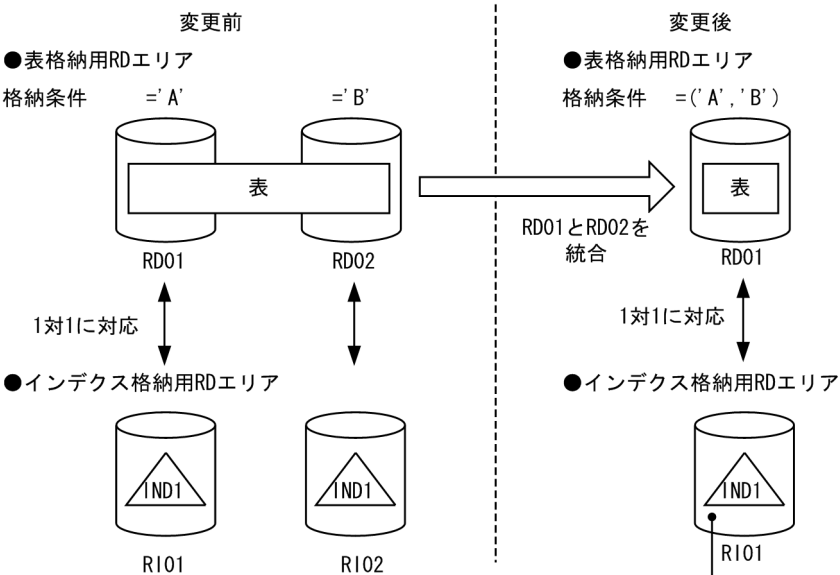 変更前
●表格納用RDエリア
格納条件 ='A' ='B'
表
RD01 RD02
1対1に対応
●インデクス格納用RDエリア
IND1 IND1
RI01 RI02
RD01とRD02を
統合
変更後
●表格納用RDエリア
格納条件 =('A','B')
表
RD01
1対1に対応
●インデクス格納用RDエリア
IND1
RI01